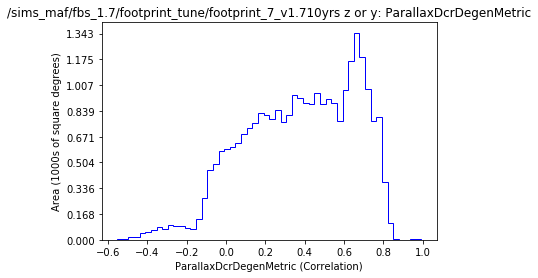 /sims_maf/fbs_1.7/footprint_tune/footprint_7_v1.710yrs z or y: ParallaxDcrDegenMetric
Area (1000s of square degrees)
1.343
1.175
1.007
0.839
0.671
0.504
0.336
0.168
0.000
−0.6 −0.4 −0.2 0.0 0.2 0.4 0.6 0.8 1.0
ParallaxDcrDegenMetric (Correlation)